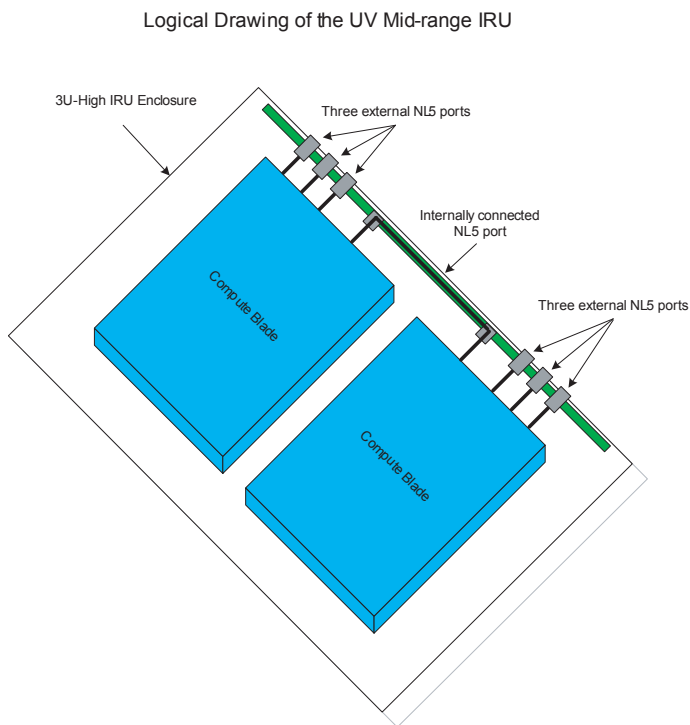 Logical Drawing of the UV Mid-range IRU
3U-High IRU Enclosure
Three external NL5 ports
Internally connected
NL5 port
Three external NL5 ports
Compute Blade
Compute Blade